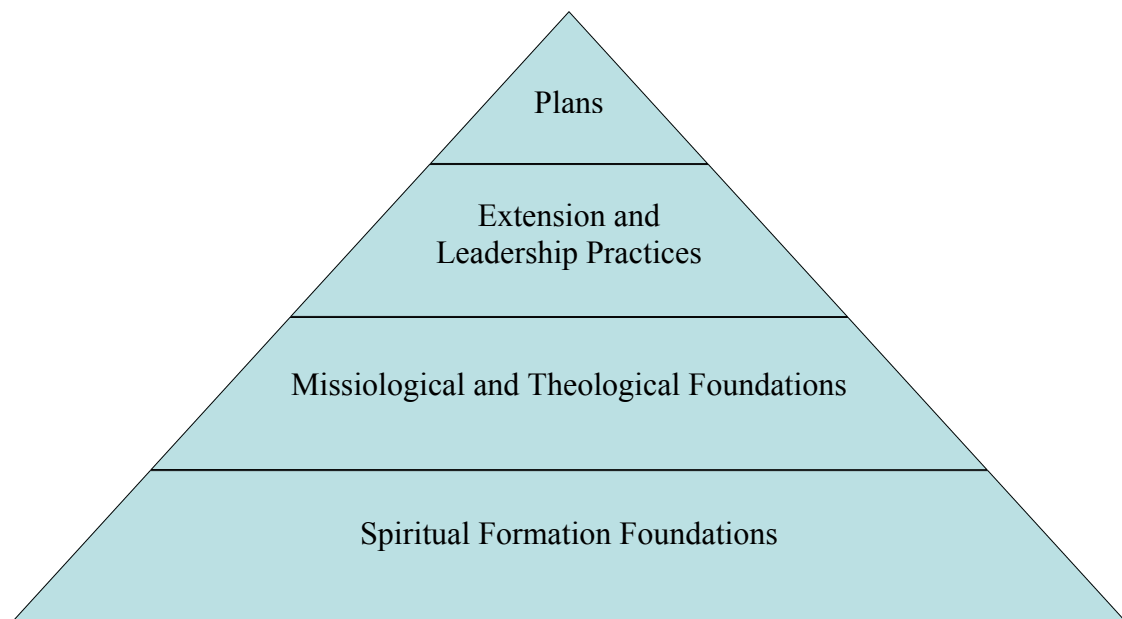 Plans
Extension and
Leadership Practices
Missiological and Theological Foundations
Spiritual Formation Foundations